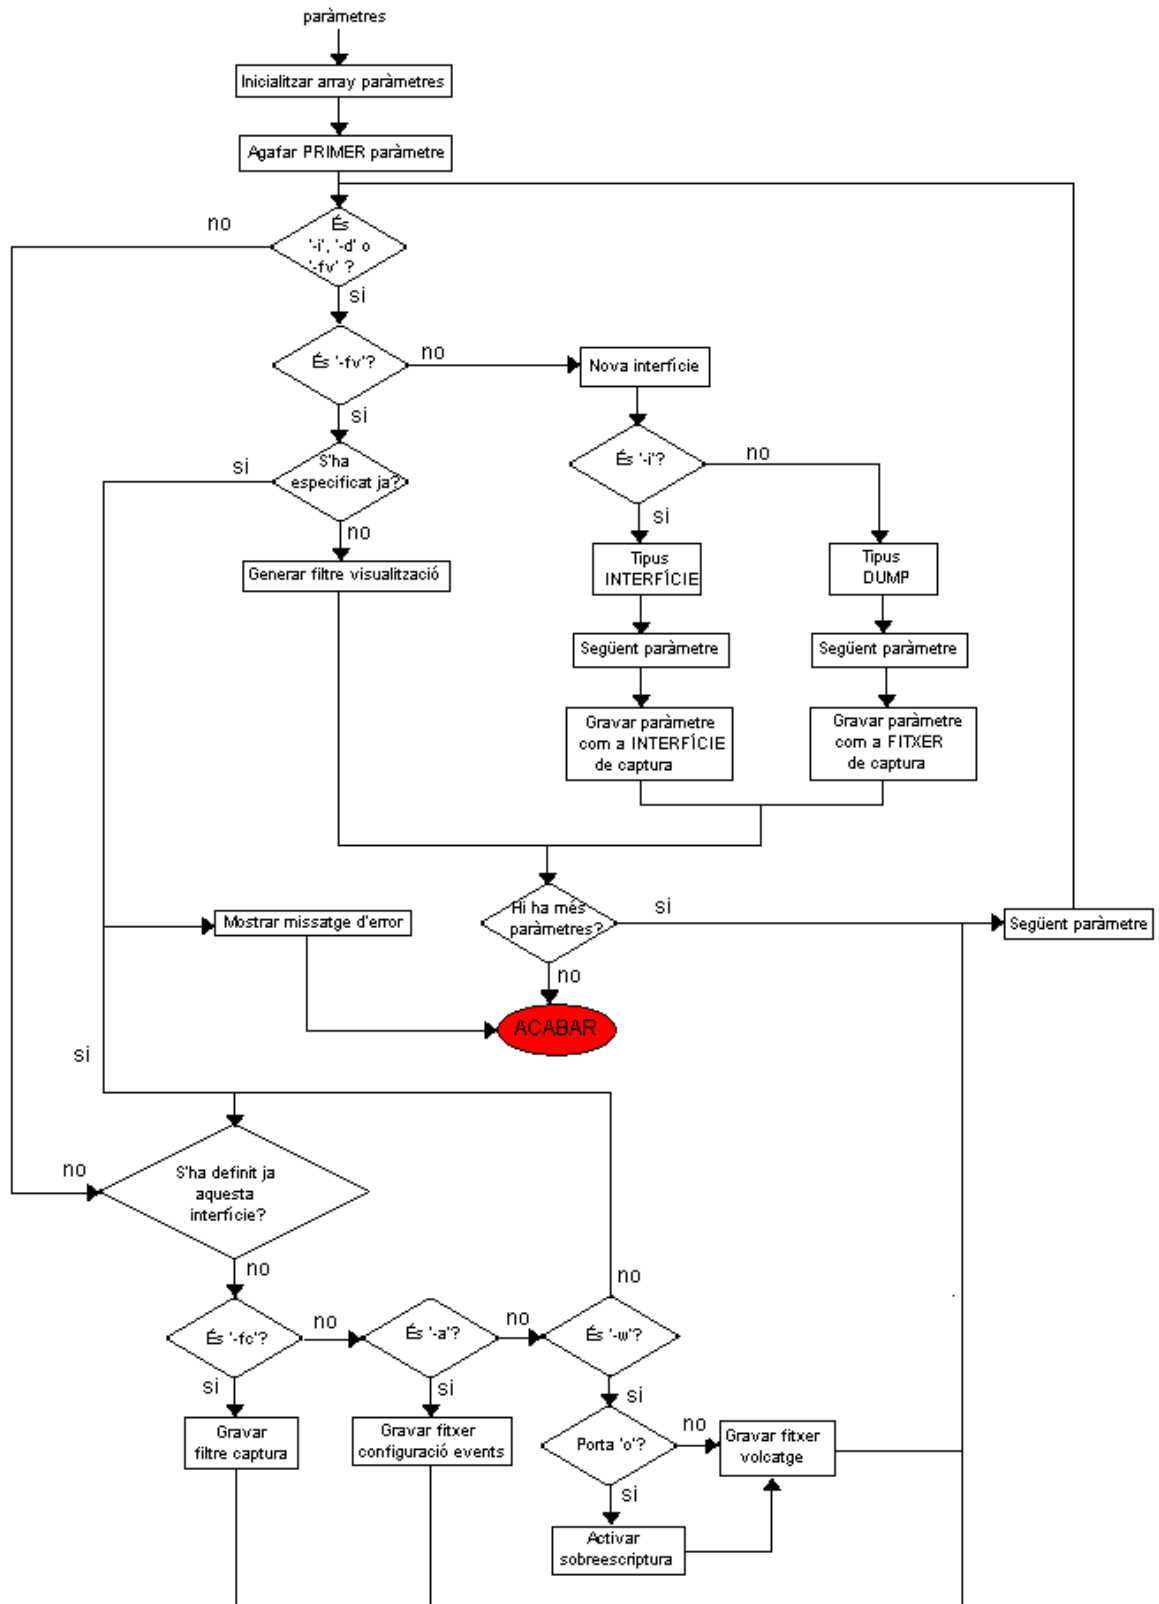 paràmetres
Inicialitzar array paràmetres
Agafar PRIMER paràmetre
no
És
'-i', '-d' o
'-fv' ?
si
És '-fv'?
no
Nova interfície
si
si
S'ha
especificat ja?
És '-i'?
no
no
si
Generar filtre visualització
Tipus
INTERFÍCIE
Tipus
DUMP
Següent paràmetre
Següent paràmetre
Gravar paràmetre
com a INTERFÍCIE
de captura
Gravar paràmetre
com a FITXER
de captura
Hi ha més
paràmetres?
si
Mostrar missatge d'error
Següent paràmetre
no
ACABAR
si
no
S'ha definit ja
aquesta
interfície?
no
no
És '-fc'?
no
És '-a'?
no
És '-w'?
si
si
si
Gravar
filtre captura
Gravar fitxer
configuració events
Porta 'o'?
no
Gravar fitxer
volcatge
si
Activar
sobreescriptura